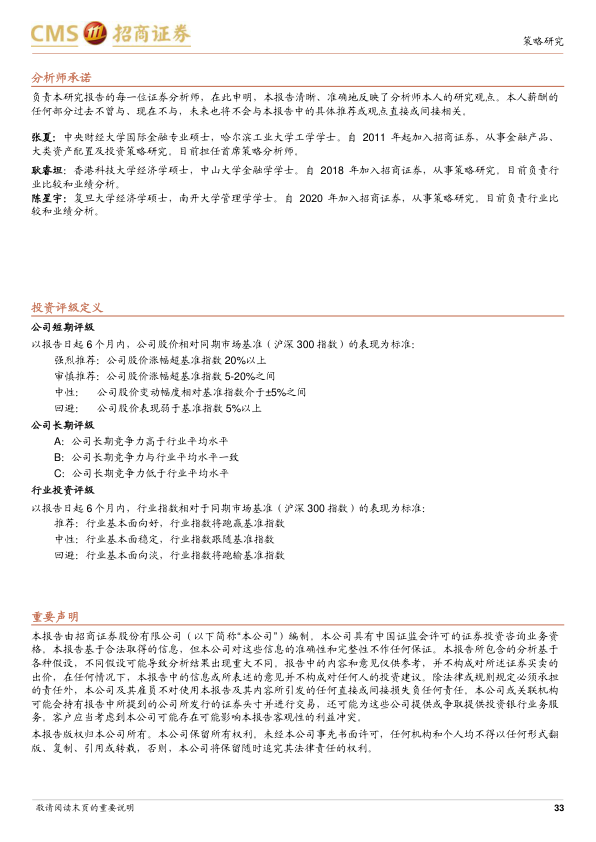 CMS 招商证券
策略研究
分析师承诺
负责本研究报告的每一位证券分析师，在此申明，本报告清晰、准确地反映了分析师本人的研究观点。本人薪酬的
任何部分过去不曾与、现在不与，未来也将不会与本报告中的具体推荐或观点直接或间接相关。
张夏：中央财经大学国际金融专业硕士，哈尔滨工业大学工学学士。自 2011 年起加入招商证券，从事金融产品、
大类资产配置及投资策略研究。目前担任首席策略分析师。
耿睿坦：香港科技大学经济学硕士，中山大学金融学学士。自 2018 年加入招商证券，从事策略研究。目前负责行
业比较和业绩分析。
陈星宇：复旦大学经济学硕士，南开大学管理学学士。自 2020 年加入招商证券，从事策略研究。目前负责行业比
较和业绩分析。
投资评级定义
公司短期评级
以报告日起 6 个月内，公司股价相对同期市场基准（沪深 300 指数）的表现为标准：
强烈推荐：公司股价涨幅超基准指数 20%以上
审慎推荐：公司股价涨幅超基准指数 5-20%之间
中性： 公司股价变动幅度相对基准指数介于±5%之间
回避： 公司股价表现弱于基准指数 5%以上
公司长期评级
A：公司长期竞争力高于行业平均水平
B：公司长期竞争力与行业平均水平一致
C：公司长期竞争力低于行业平均水平
行业投资评级
以报告日起 6 个月内，行业指数相对于同期市场基准（沪深 300 指数）的表现为标准：
推荐：行业基本面向好，行业指数将跑赢基准指数
中性：行业基本面稳定，行业指数跟随基准指数
回避：行业基本面向淡，行业指数将跑输基准指数
重要声明
本报告由招商证券股份有限公司（以下简称“本公司”）编制。本公司具有中国证监会许可的证券投资咨询业务资
格。本报告基于合法取得的信息，但本公司对这些信息的准确性和完整性不作任何保证。本报告所包含的分析基于
各种假设，不同假设可能导致分析结果出现重大不同。报告中的内容和意见仅供参考，并不构成对所述证券买卖的
出价，在任何情况下，本报告中的信息或所表述的意见并不构成对任何人的投资建议。除法律或规则规定必须承担
的责任外，本公司及其雇员不对使用本报告及其内容所引发的任何直接或间接损失负任何责任。本公司或关联机构
可能会持有报告中所提到的公司所发行的证券头寸并进行交易，还可能为这些公司提供或争取提供投资银行业务服
务。客户应当考虑到本公司可能存在可能影响本报告客观性的利益冲突。
本报告版权归本公司所有。本公司保留所有权利。未经本公司事先书面许可，任何机构和个人均不得以任何形式翻
版、复制、引用或转载，否则，本公司将保留随时追究其法律责任的权利。
敬请阅读末页的重要说明
33